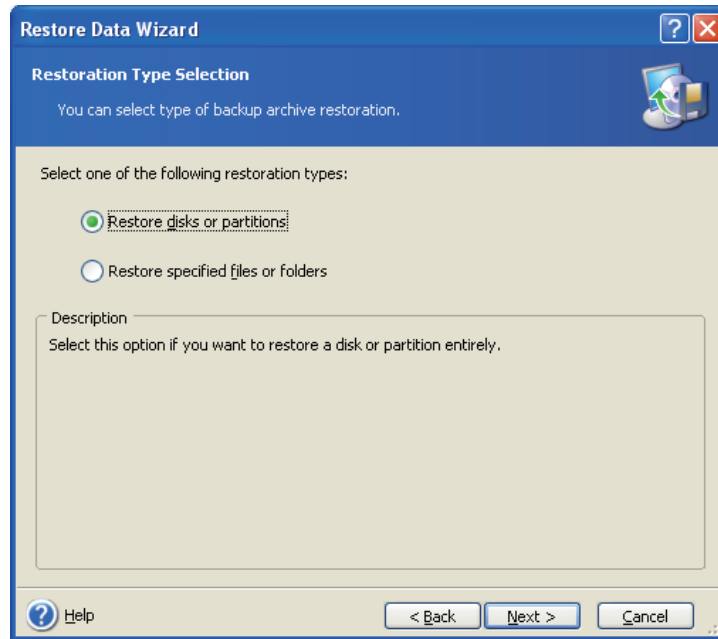 Restore Data Wizard
Restoration Type Selection
You can select type of backup archive restoration.
Select one of the following restoration types:
Restore disks or partitions
Restore specified files or folders
Description
Select this option if you want to restore a disk or partition entirely.
Help
< Back
Next >
Cancel